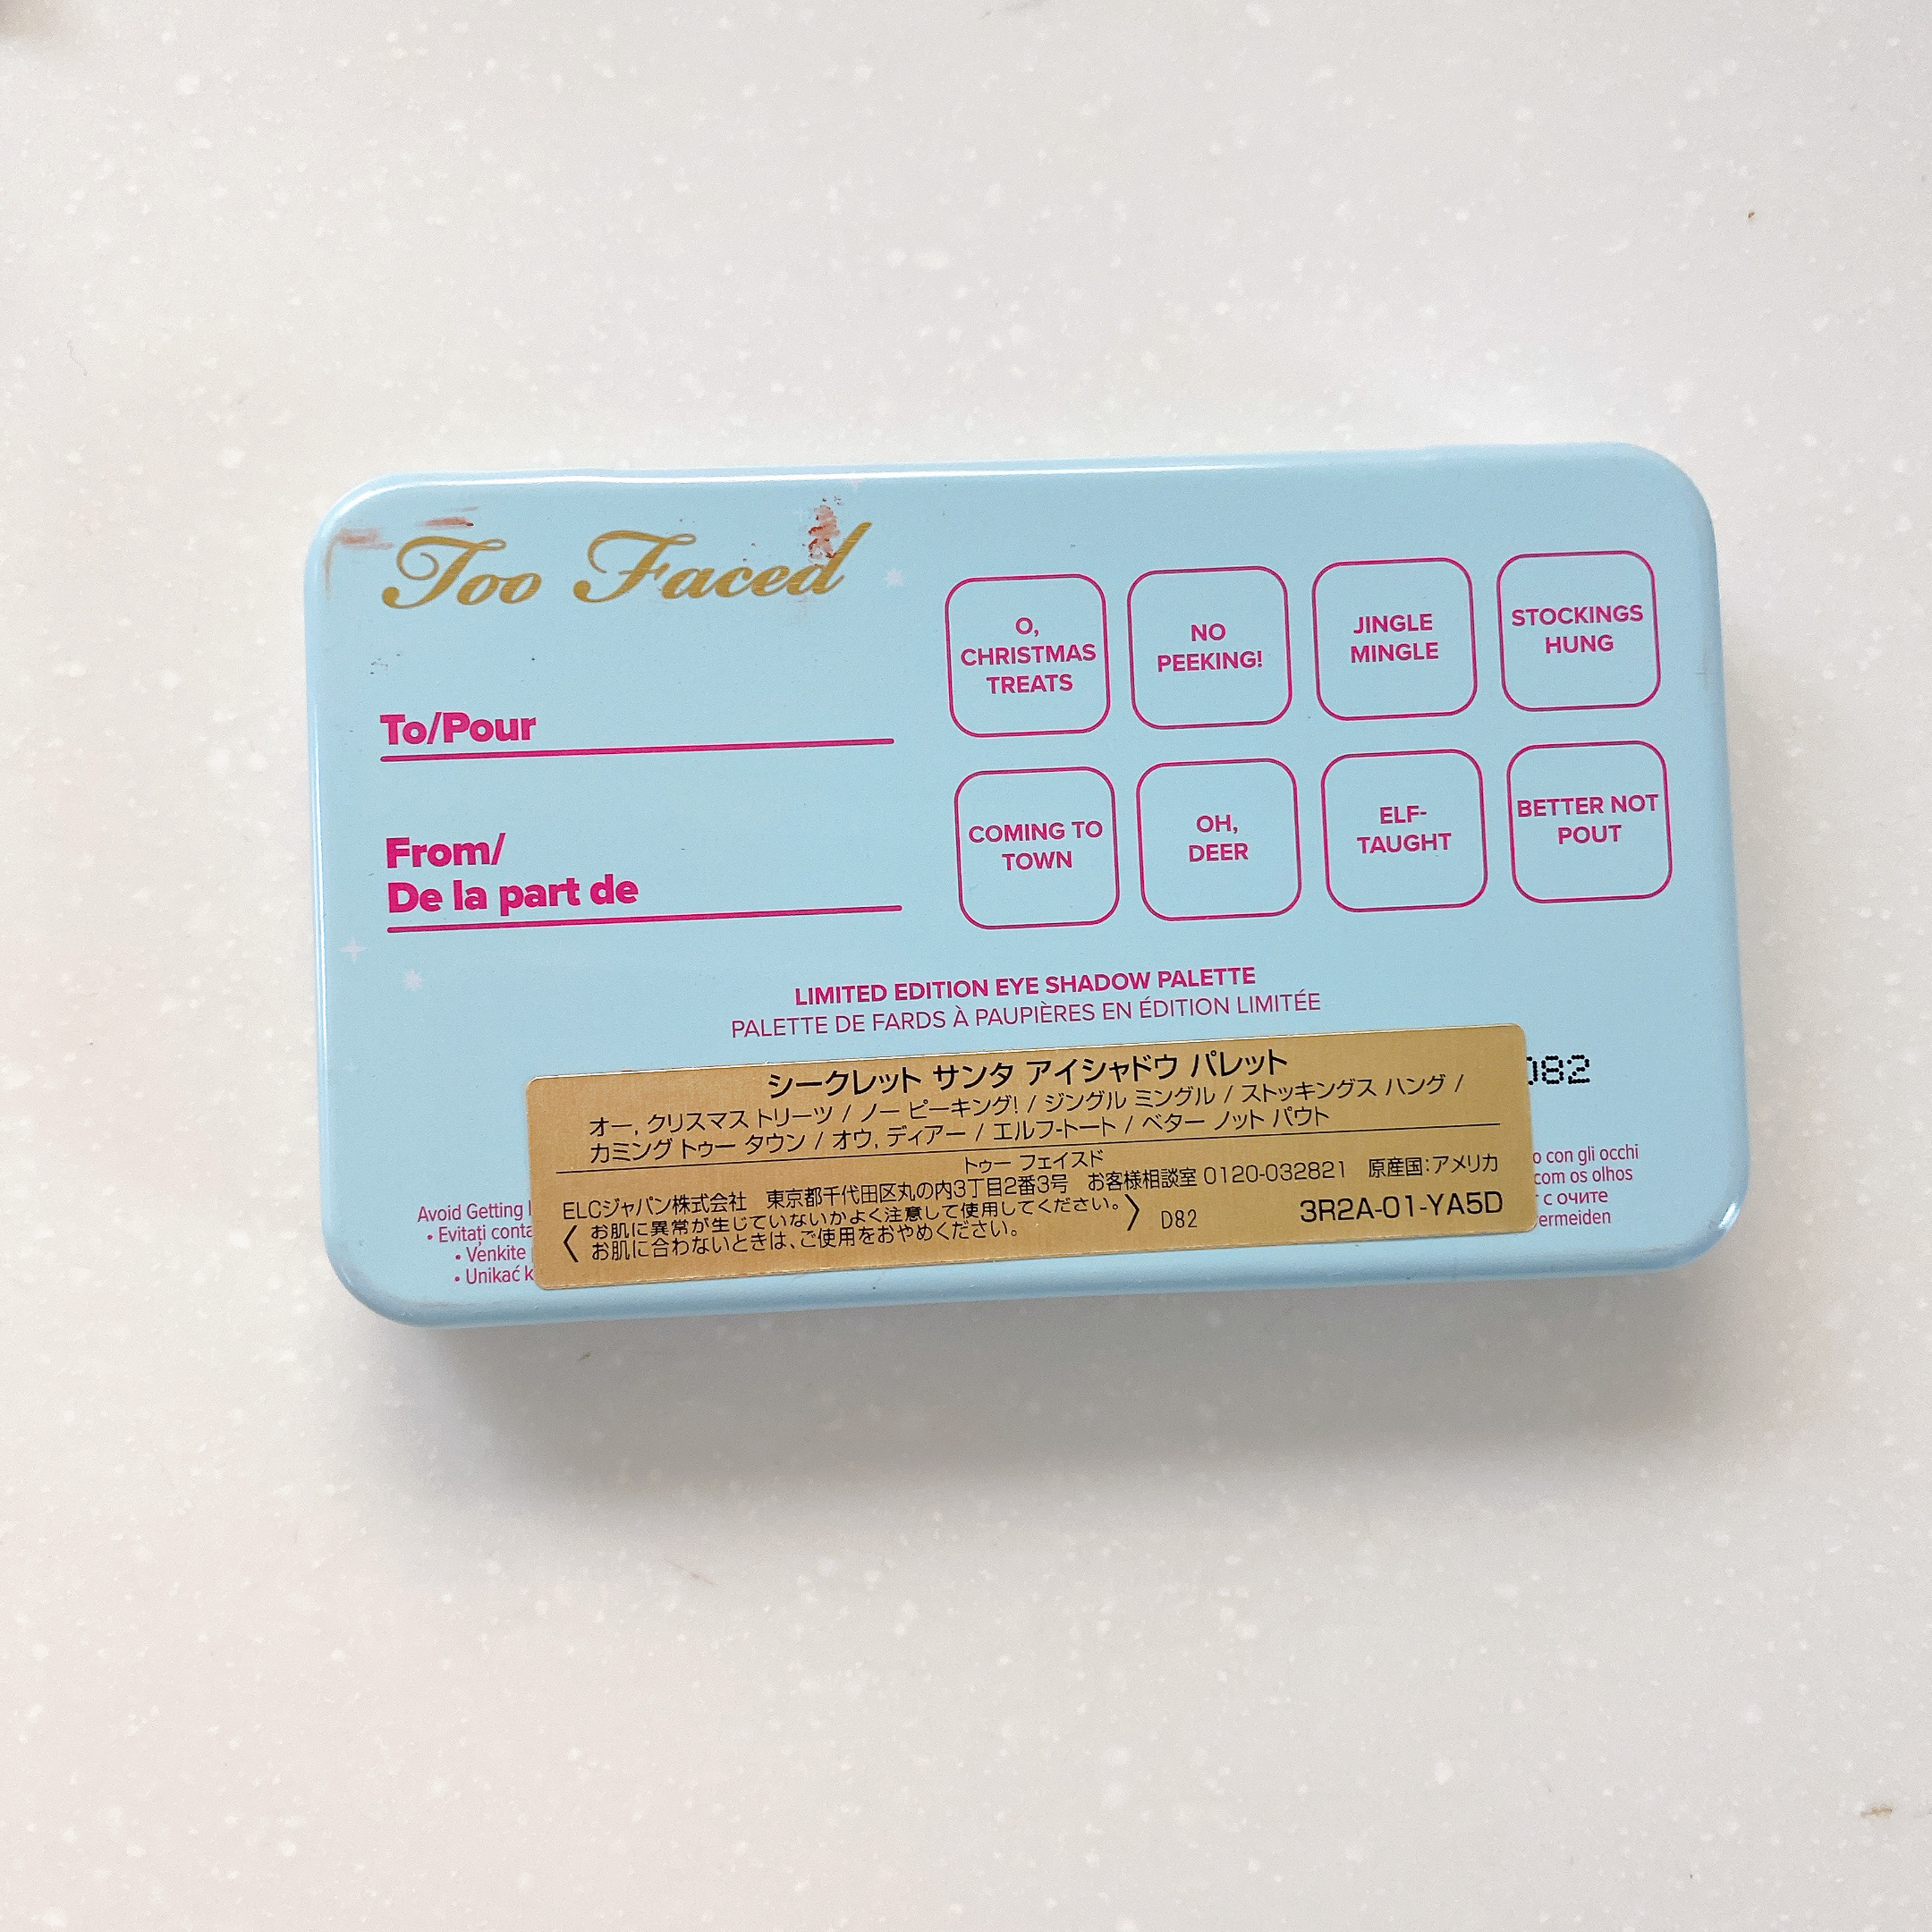 Too Faced
To/Pour
From/
De la part de
O,
CHRISTMAS
TREATS
NO
PEEKING!
JINGLE
MINGLE
STOCKINGS
HUNG
COMING TO
TOWN
OH,
DEER
ELF-
TAUGHT
BETTER NOT
POUT
LIMITED EDITION EYE SHADOW PALETTE
PALETTE DE FARDS À PAUPIÈRES EN ÉDITION LIMITÉE
シークレット サンタ アイシャドウ パレット
オー, クリスマス トリーツ / ノー ピーキング! / ジングル ミングル / ストッキングス ハング /
カミング トゥー タウン / オウ, ディアー / エルフ-トート / ベター ノット パウト
トゥー フェイスド
ELCジャパン株式会社 東京都千代田区丸の内3丁目2番3号 お客様相談室 0120-032821 原産国:アメリカ
お肌に異常が生じていないかよく注意して使用してください。
お肌に合わないときは、ご使用をおやめください。
D82
3R2A-01-YA5D
82
Avoid Getting
• Evitați
• Venkite
• Unikać
con gli occhi
com os olhos
с очите